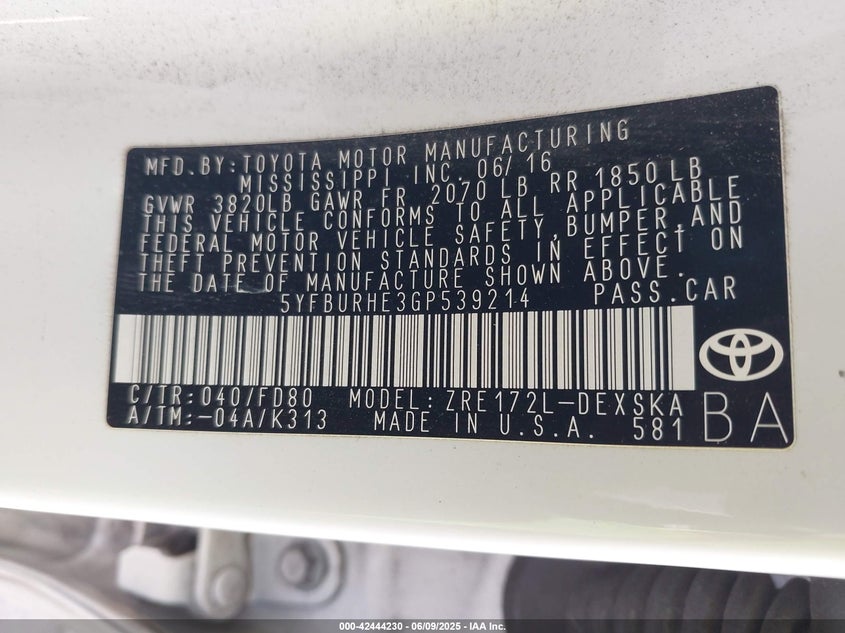 MFD.BY:TOYOTA MOTOR MANUFACTURING
MISSISSIPPI INC. 06/16
GVWR 3820LB GAWR FR 2070 LB RR 1850 LB
THIS VEHICLE CONFORMS TO ALL APPLICABLE
FEDERAL MOTOR VEHICLE SAFETY,BUMPER,AND
THEFT PREVENTION STANDARDS IN EFFECT ON
THE DATE OF MANUFACTURE SHOWN ABOVE.
5YFBURHE3GP539214 PASS.CAR
C/TR:040/FD80 MODEL:ZRE172L-DEXSKA
A/TM:-04A/K313 MADE IN U.S.A. 581
BA
000-42444230 - 06/09/2025 - IAA Inc.